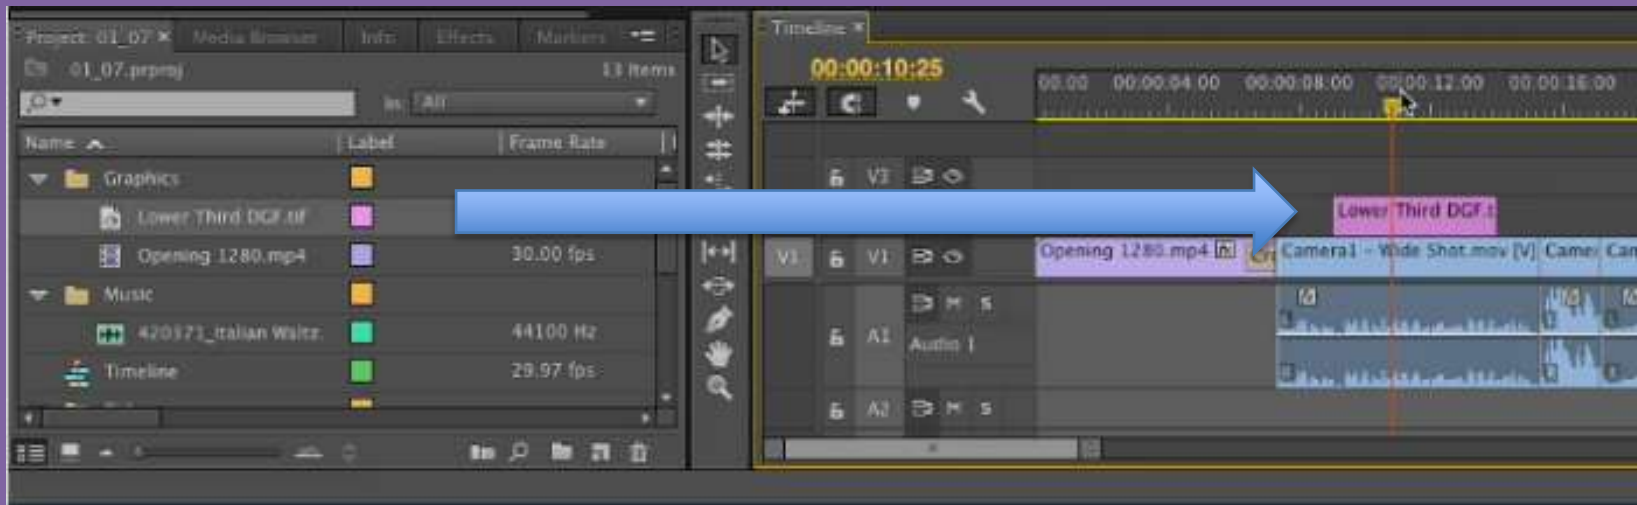 Project: 01_07 × Media Browser Info Effects Markers
01_07.prproj 13 Items
In: All
Name Label Frame Rate
Graphics
Lower Third DGF.tif
Opening 1280.mp4 30.00 fps
Music
420371_Italian Waltz. 44100 Hz
Timeline 29.97 fps
Timeline ×
00:00:10:25
00.00 00:00:04:00 00:00:08:00 00:00:12:00 00:00:16:00
V3
Lower Third DGF.t
V1 V1 Opening 1280.mp4 Camera1 - Wide Shot.mov [V] Camer Cam
M S
A1 Audio 1
A2 M S